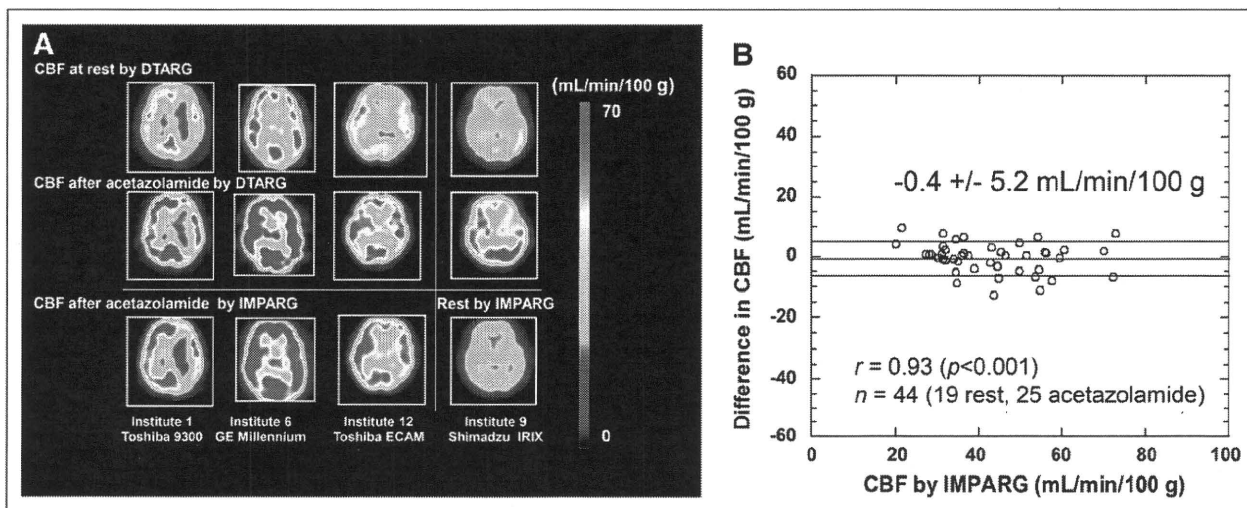 A
CBF at rest by DTARG
(mL/min/100 g)
70
CBF after acetazolamide by DTARG
CBF after acetazolamide by IMPARG
Rest by IMPARG
0
Institute 1
Toshiba 9300
Institute 6
GE Millennium
Institute 12
Toshiba ECAM
Institute 9
Shimadzu IRIX
B
Difference in CBF (mL/min/100 g)
60
40
20
0
-20
-40
-60
-0.4 +/- 5.2 mL/min/100 g
r = 0.93 (p<0.001)
n = 44 (19 rest, 25 acetazolamide)
0 20 40 60 80 100
CBF by IMPARG (mL/min/100 g)